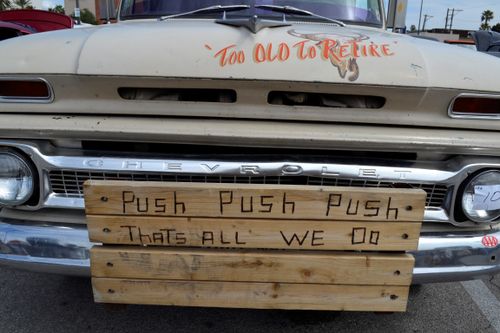 "Too Old To Retire"
CHEVROLET
Push Push Push
Thats All We Do